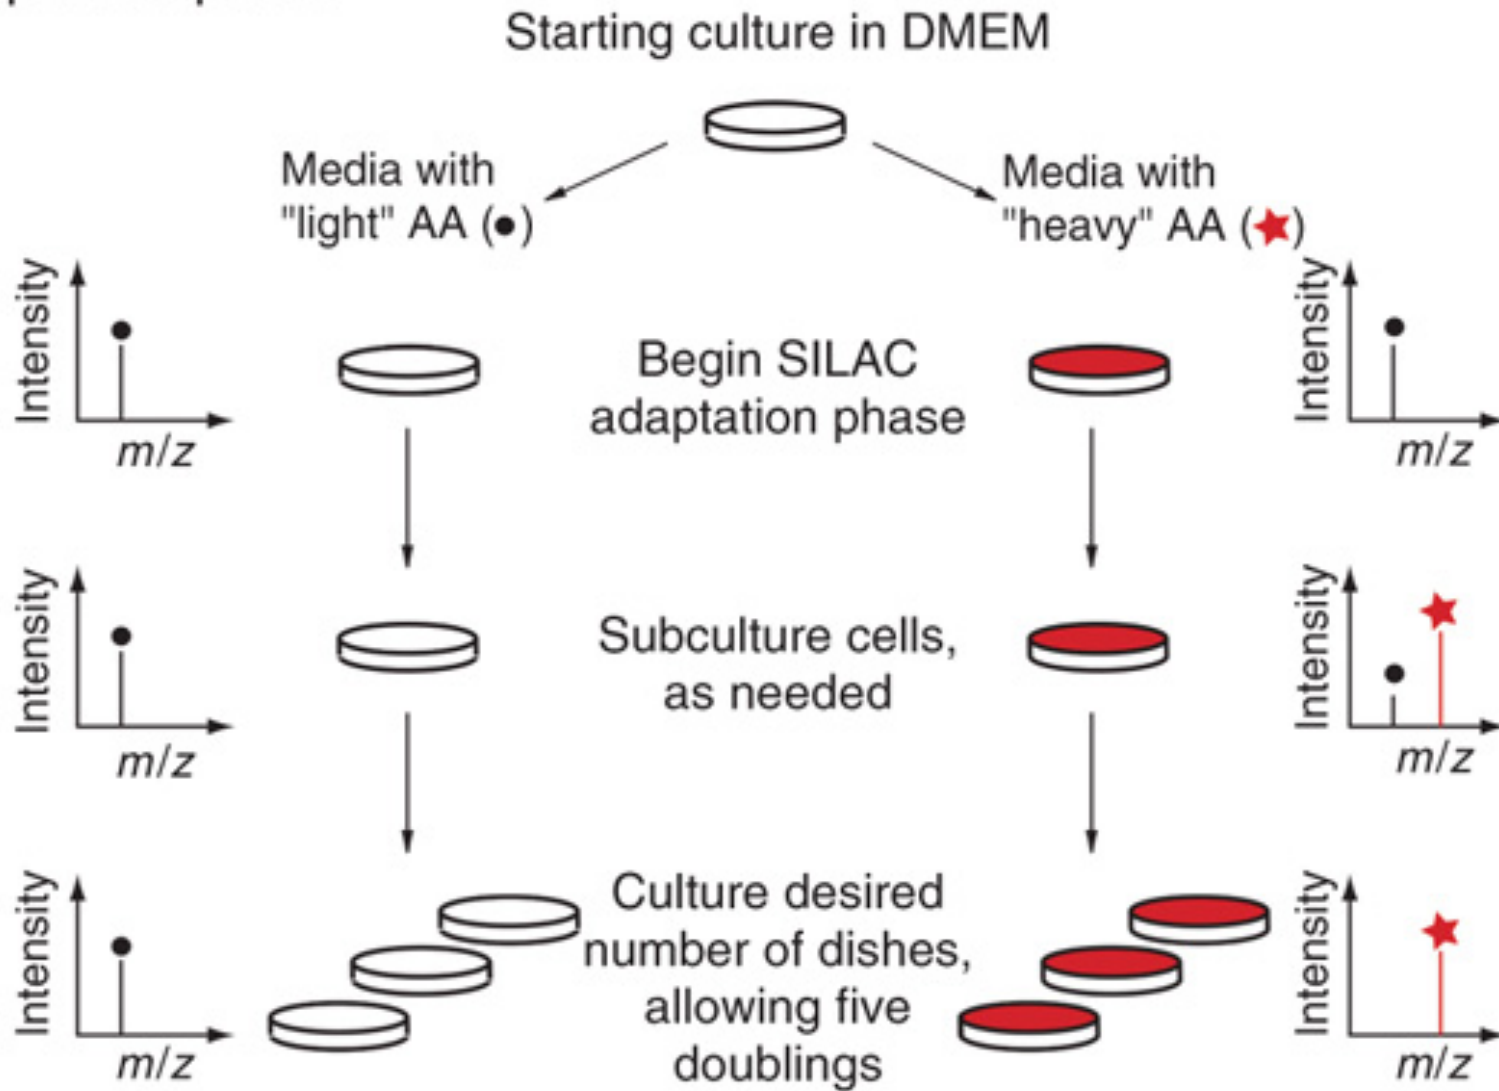 Starting culture in DMEM
Media with
"light" AA (●)
Media with
"heavy" AA (★)
Intensity
m/z
Begin SILAC
adaptation phase
Intensity
m/z
Intensity
m/z
Subculture cells,
as needed
Intensity
m/z
Intensity
m/z
Culture desired
number of dishes,
allowing five
doublings
Intensity
m/z